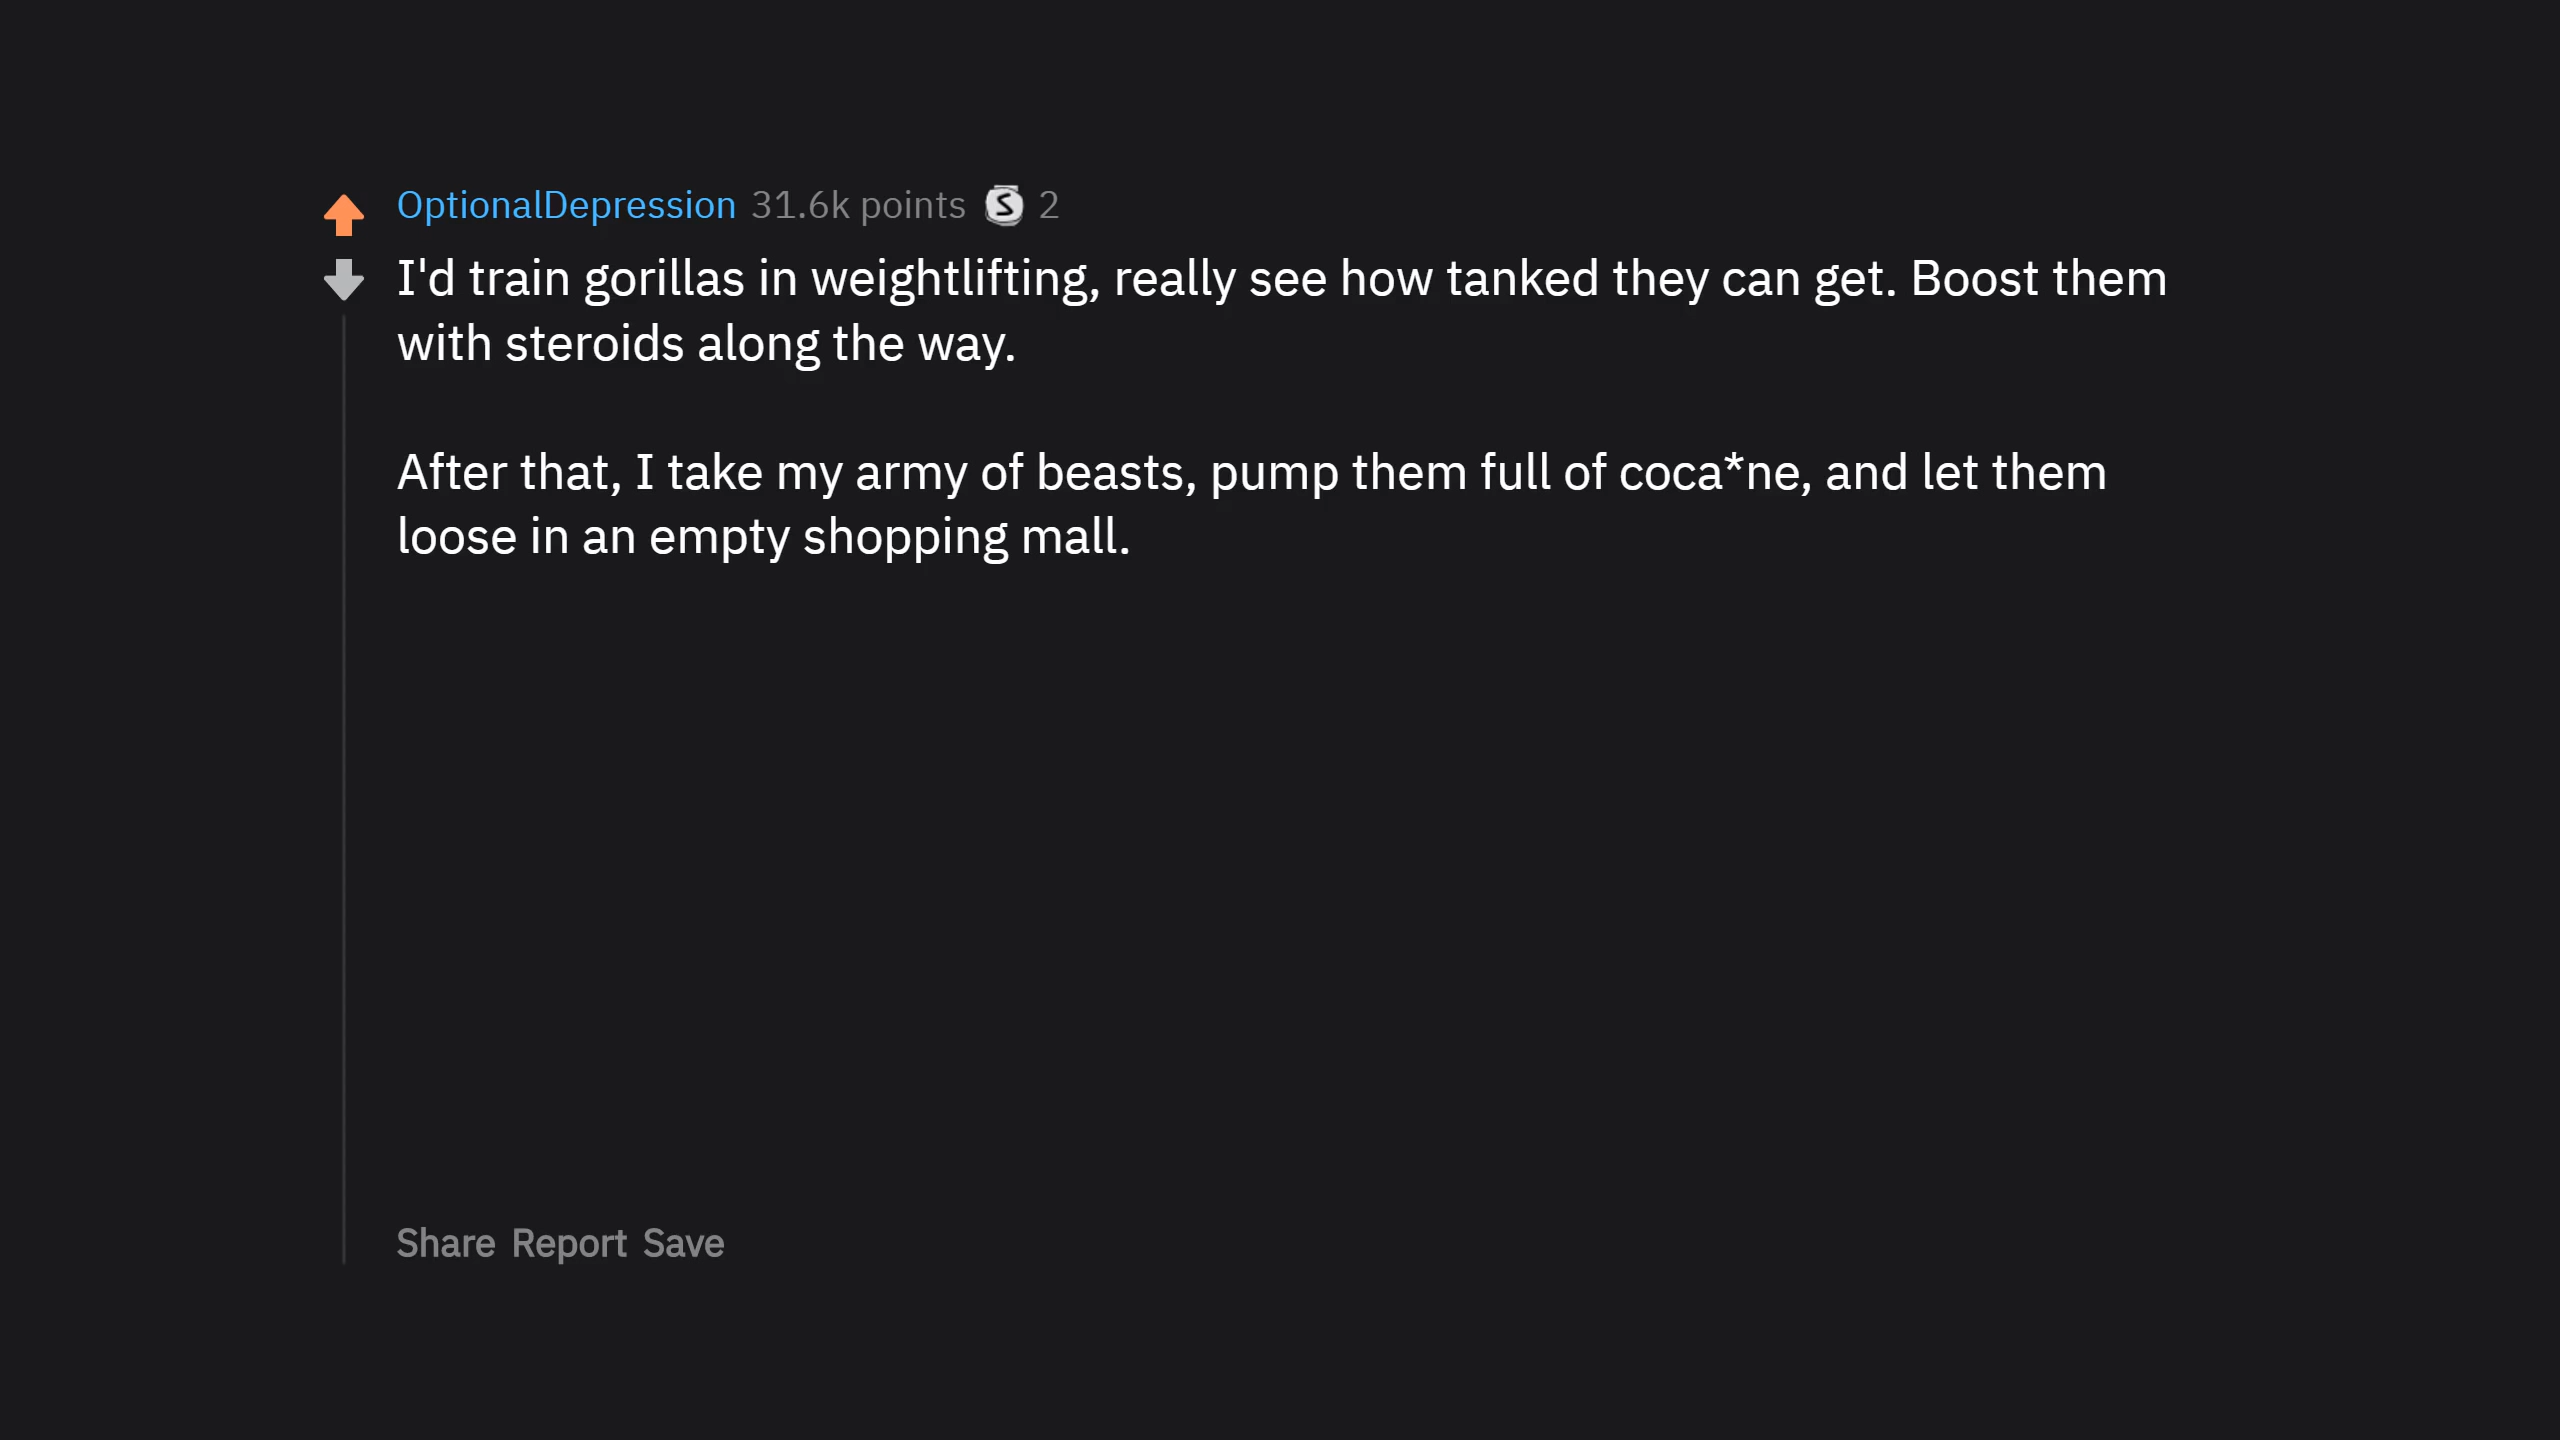 OptionalDepression 31.6k points S 2
I'd train gorillas in weightlifting, really see how tanked they can get. Boost them
with steroids along the way.
After that, I take my army of beasts, pump them full of coca*ne, and let them
loose in an empty shopping mall.
Share Report Save